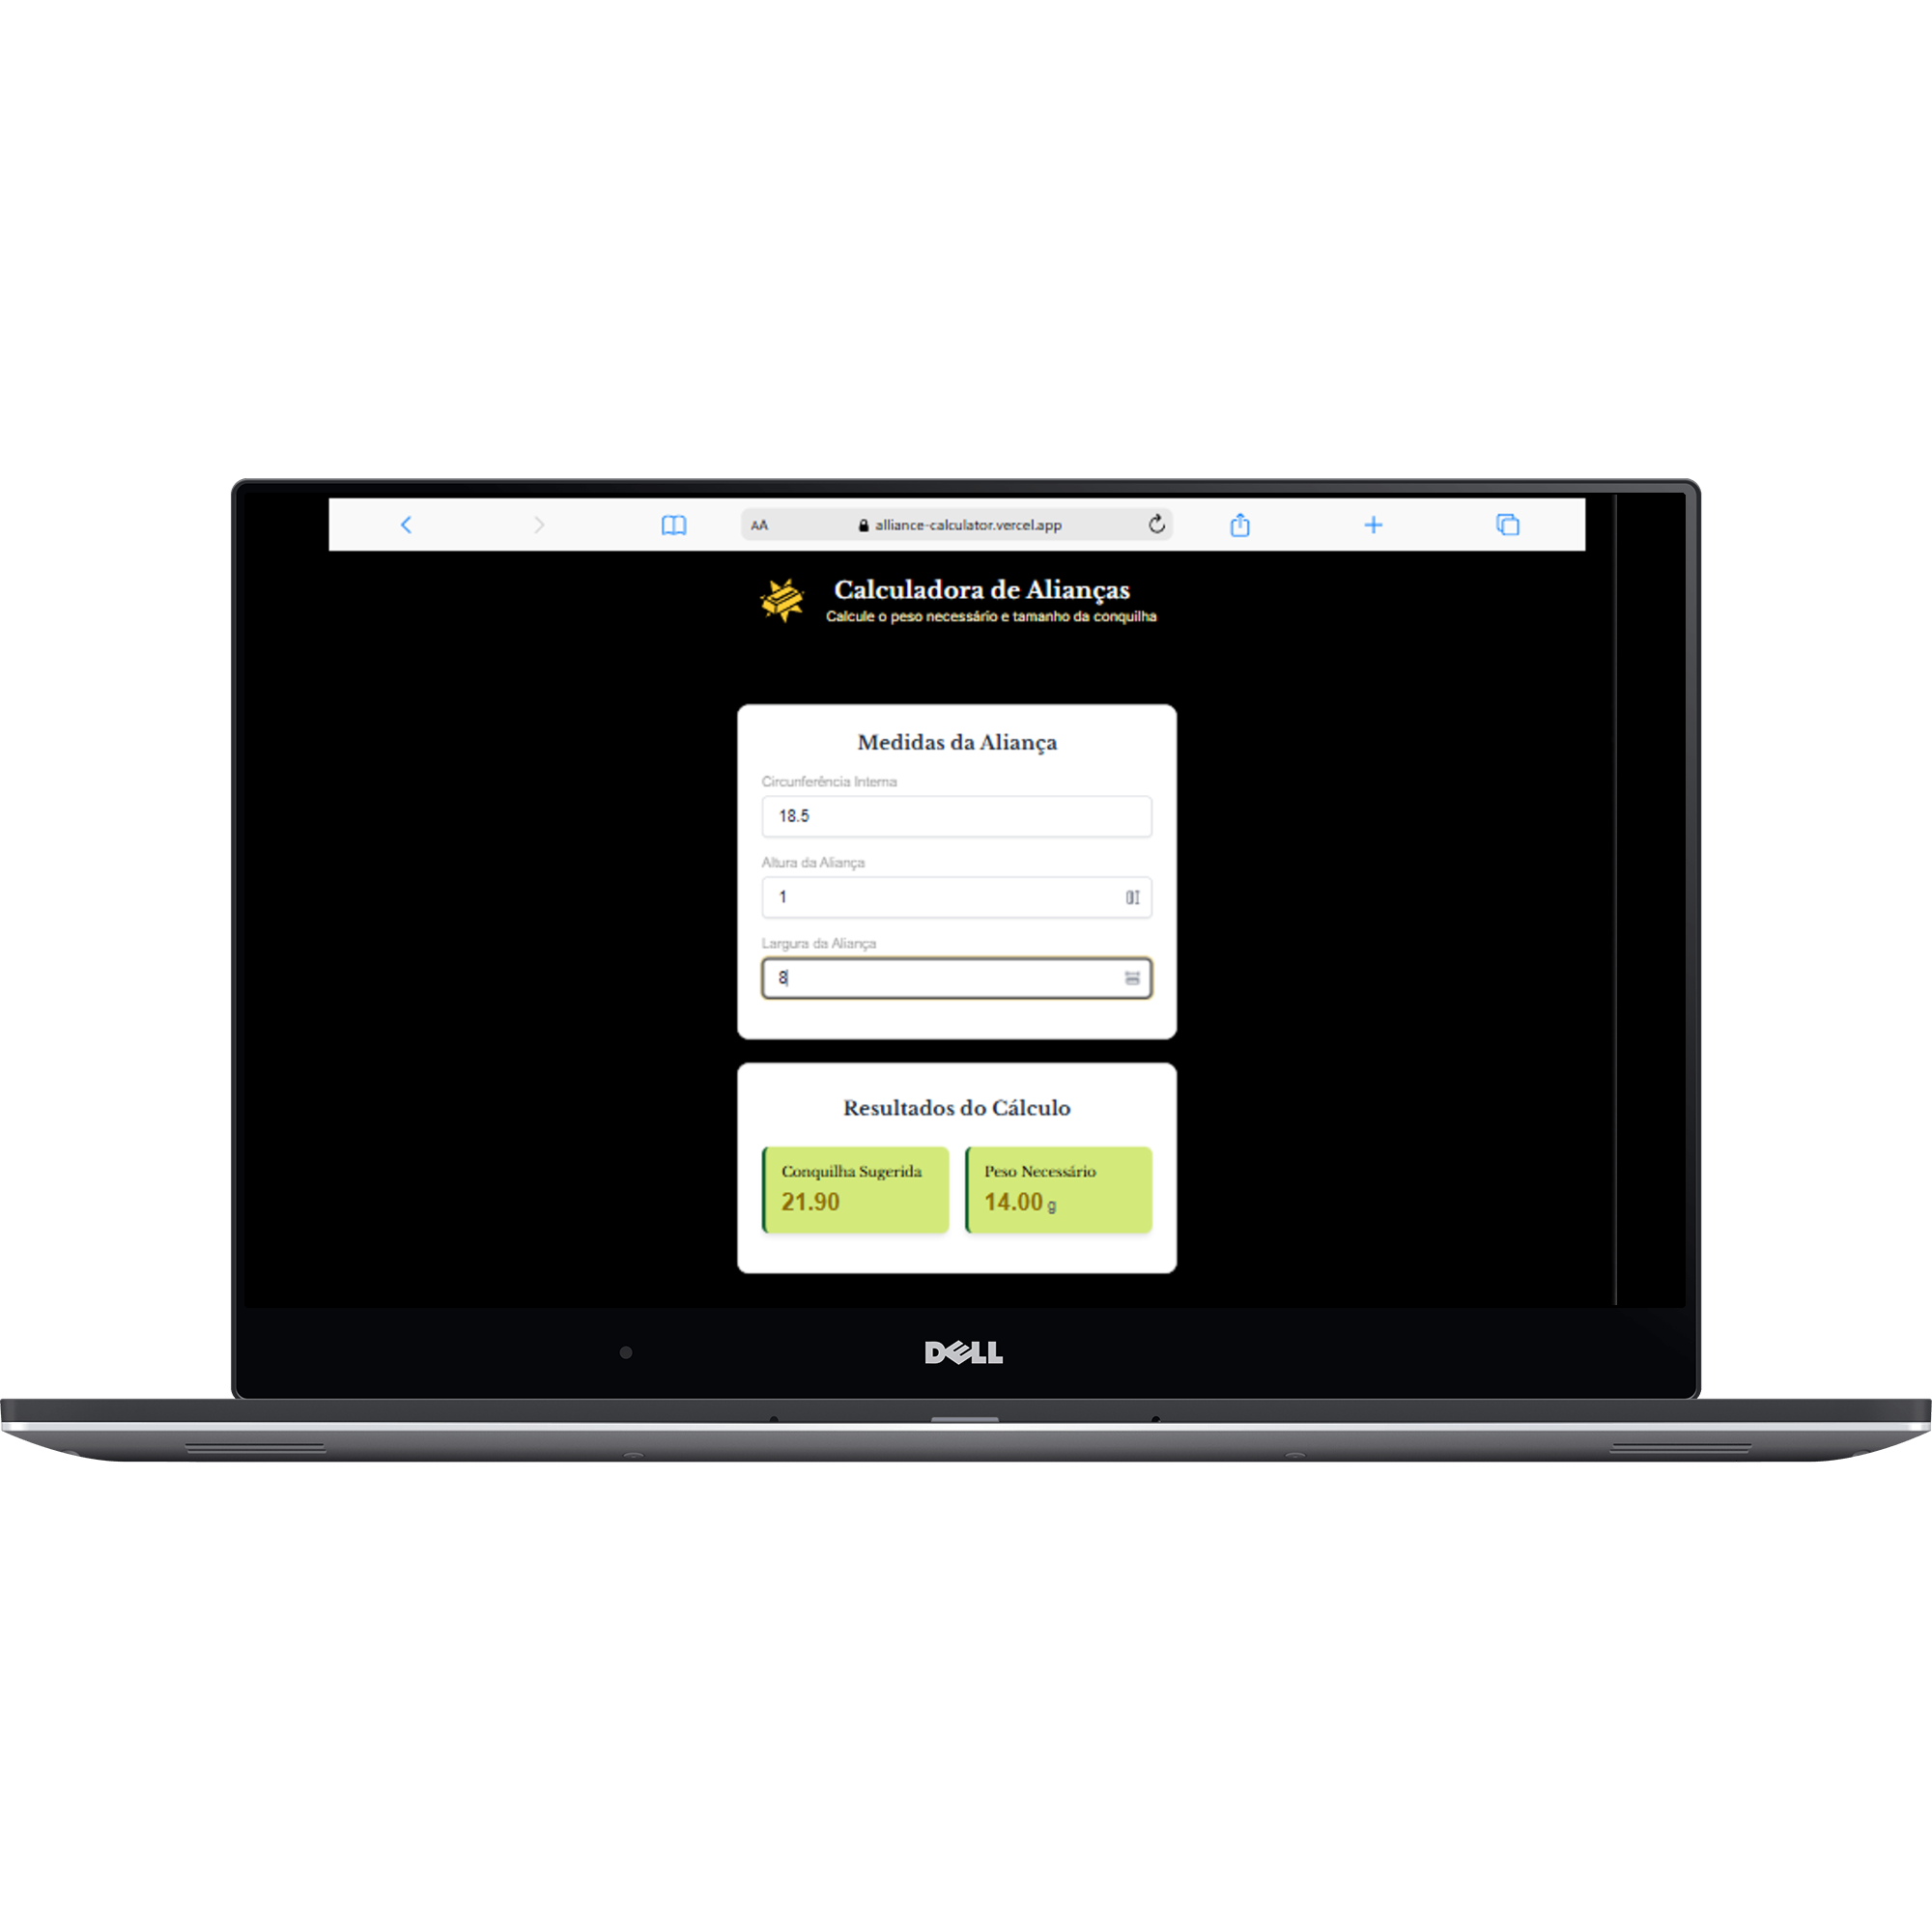 AA alliance-calculator.vercel.app
Calculadora de Alianças
Calcule o peso necessário e tamanho da conquilha
Medidas da Aliança
Circunferência Interna
18.5
Altura da Aliança
1
Largura da Aliança
8
Resultados do Cálculo
Conquilha Sugerida
21.90
Peso Necessário
14.00 g
DELL